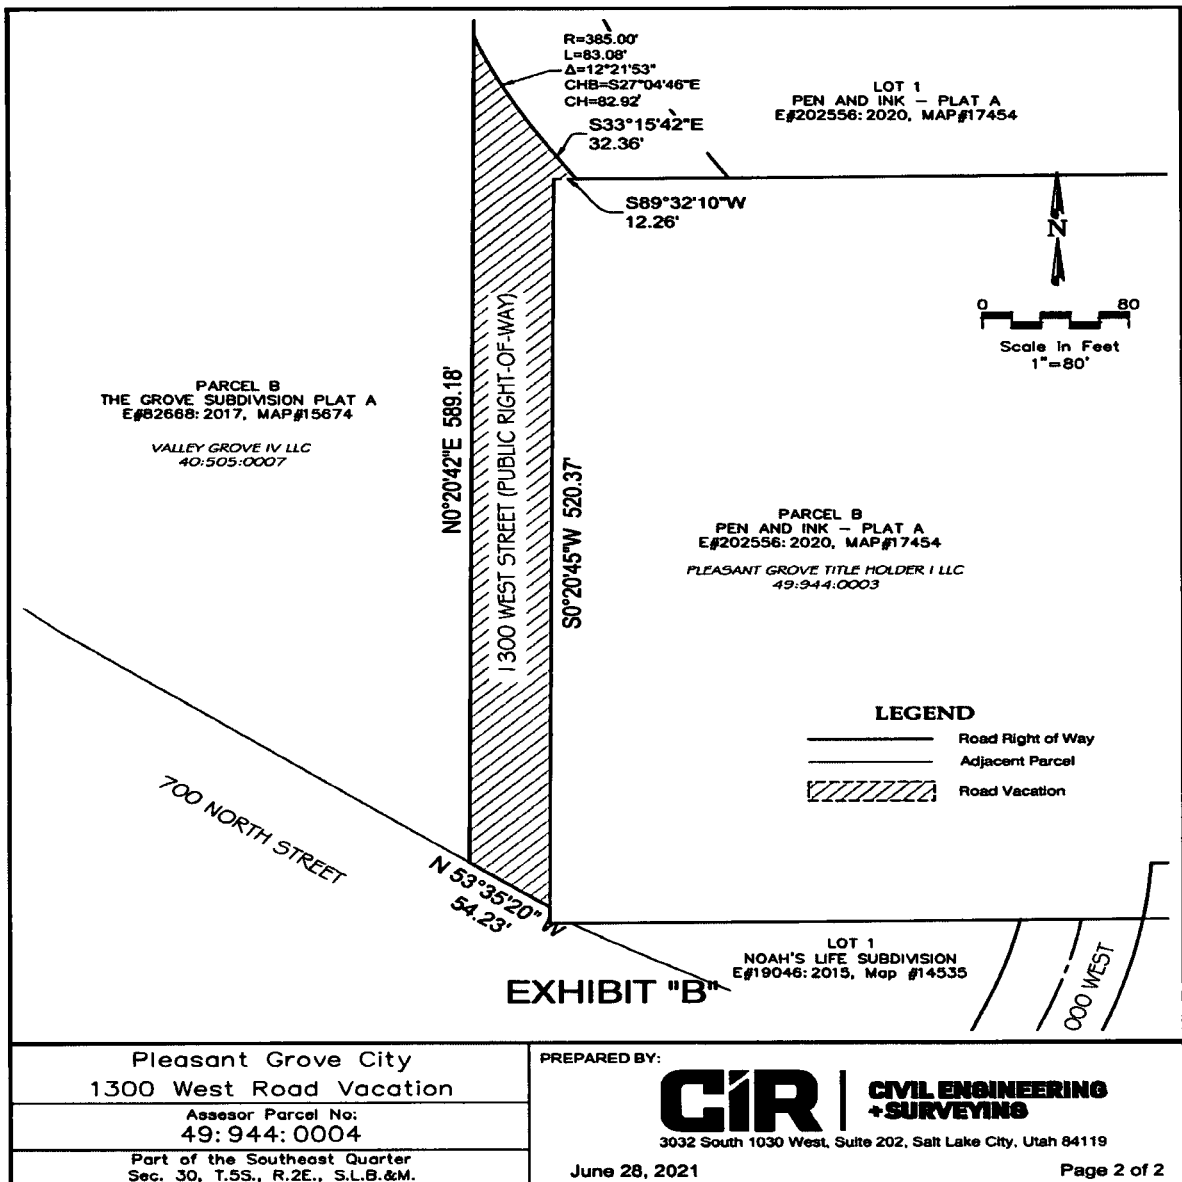 R=385.00'
L=83.08'
Δ=12°21'53"
CHB=S27°04'46"E
CH=82.92'
S33°15'42"E
32.36'
LOT 1
PEN AND INK – PLAT A
E#202556: 2020, MAP#17454
S89°32'10"W
12.26'
N
0 80
Scale in Feet
1"=80'
PARCEL B
THE GROVE SUBDIVISION PLAT A
E#82668: 2017, MAP#15674
VALLEY GROVE IV LLC
40:505:0007
N0°20'42"E 589.18'
1300 WEST STREET (PUBLIC RIGHT-OF-WAY)
S0°20'45"W 520.37'
PARCEL B
PEN AND INK – PLAT A
E#202556: 2020, MAP#17454
PLEASANT GROVE TITLE HOLDER I LLC
49:944:0003
LEGEND
Road Right of Way
Adjacent Parcel
Road Vacation
700 NORTH STREET
N 53°35'20" W
54.23'
LOT 1
NOAH'S LIFE SUBDIVISION
E#19046: 2015, Map #14535
000 WEST
EXHIBIT "B"
Pleasant Grove City
1300 West Road Vacation
Assesor Parcel No:
49: 944: 0004
Part of the Southeast Quarter
Sec. 30, T.5S., R.2E., S.L.B.&M.
PREPARED BY:
CIR
CIVIL ENGINEERING
+SURVEYING
3032 South 1030 West, Suite 202, Salt Lake City, Utah 84119
June 28, 2021
Page 2 of 2